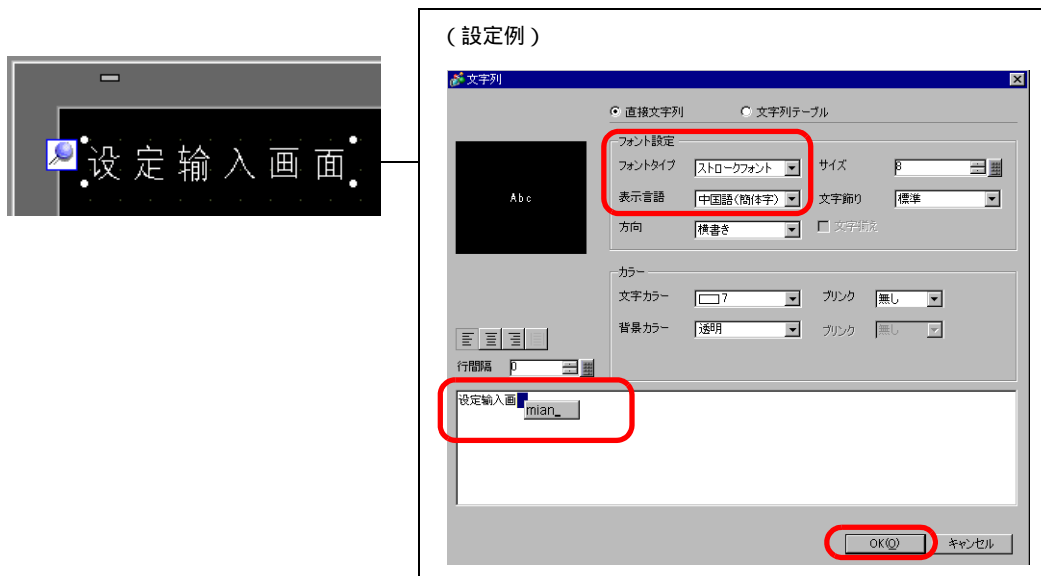 (設定例)
设定输入画面
文字列
直接文字列 文字列テーブル
フォント設定
フォントタイプ ストロークフォント サイズ 8
Abc
表示言語 中国語(簡体字) 文字飾り 標準
方向 横書き 文字揃え
カラー
文字カラー 7 ブリンク 無し
背景カラー 透明 ブリンク 無し
行間隔 0
设定输入画 mian_
OK(O) キャンセル